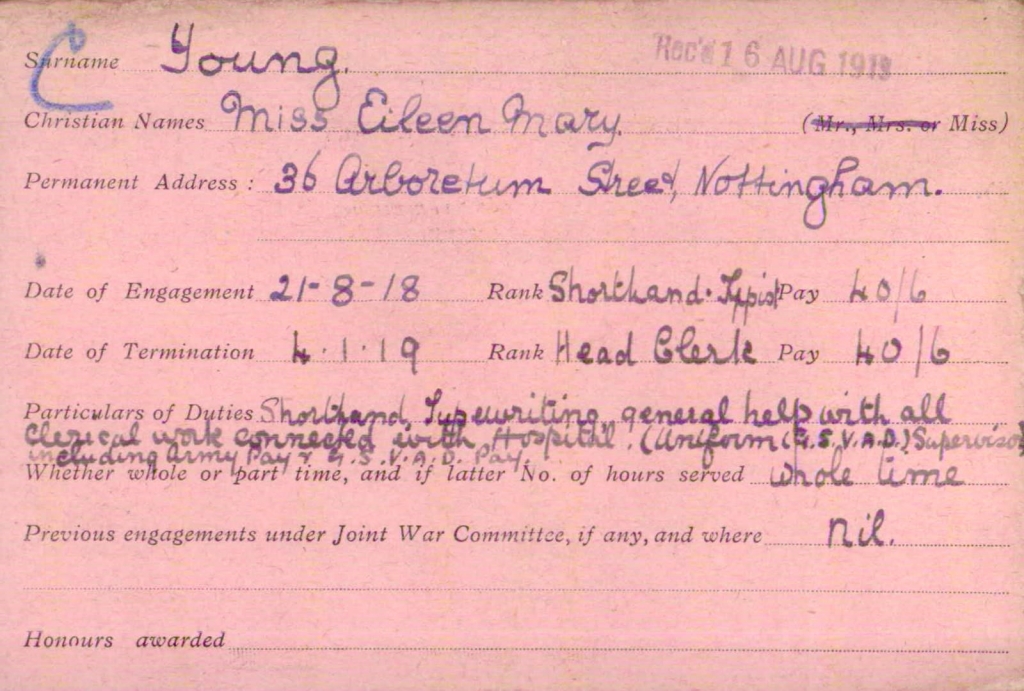 C
Surname Young. Rec'd 16 AUG 1919
Christian Names Miss Eileen Mary. (Mr., Mrs. or Miss)
Permanent Address : 36 Arboretum Street, Nottingham.
Date of Engagement 21-8-18 Rank Shorthand-Typist Pay 40/6
Date of Termination 4.1.19 Rank Head Clerk Pay 40/6
Particulars of Duties Shorthand, Typewriting, general help with all
clerical work connected with Hospital. (Uniform (G.S.V.A.D.) Supervisor
including Army Pay & G.S.V.A.D. Pay.
Whether whole or part time, and if latter No. of hours served whole time
Previous engagements under Joint War Committee, if any, and where nil.
Honours awarded